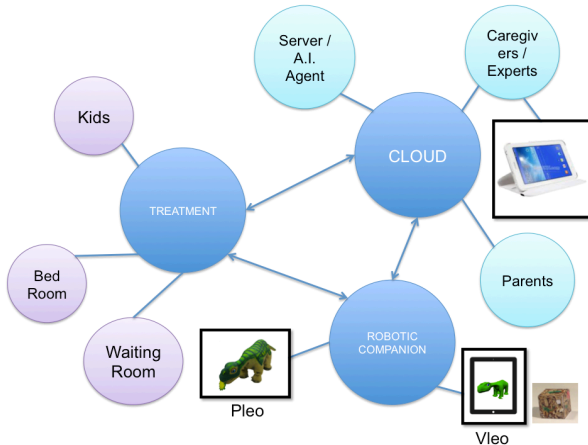 Server /
A.I.
Agent
Caregiv
ers /
Experts
Kids
CLOUD
TREATMENT
Bed
Room
Parents
Waiting
Room
ROBOTIC
COMPANION
Pleo
Vleo